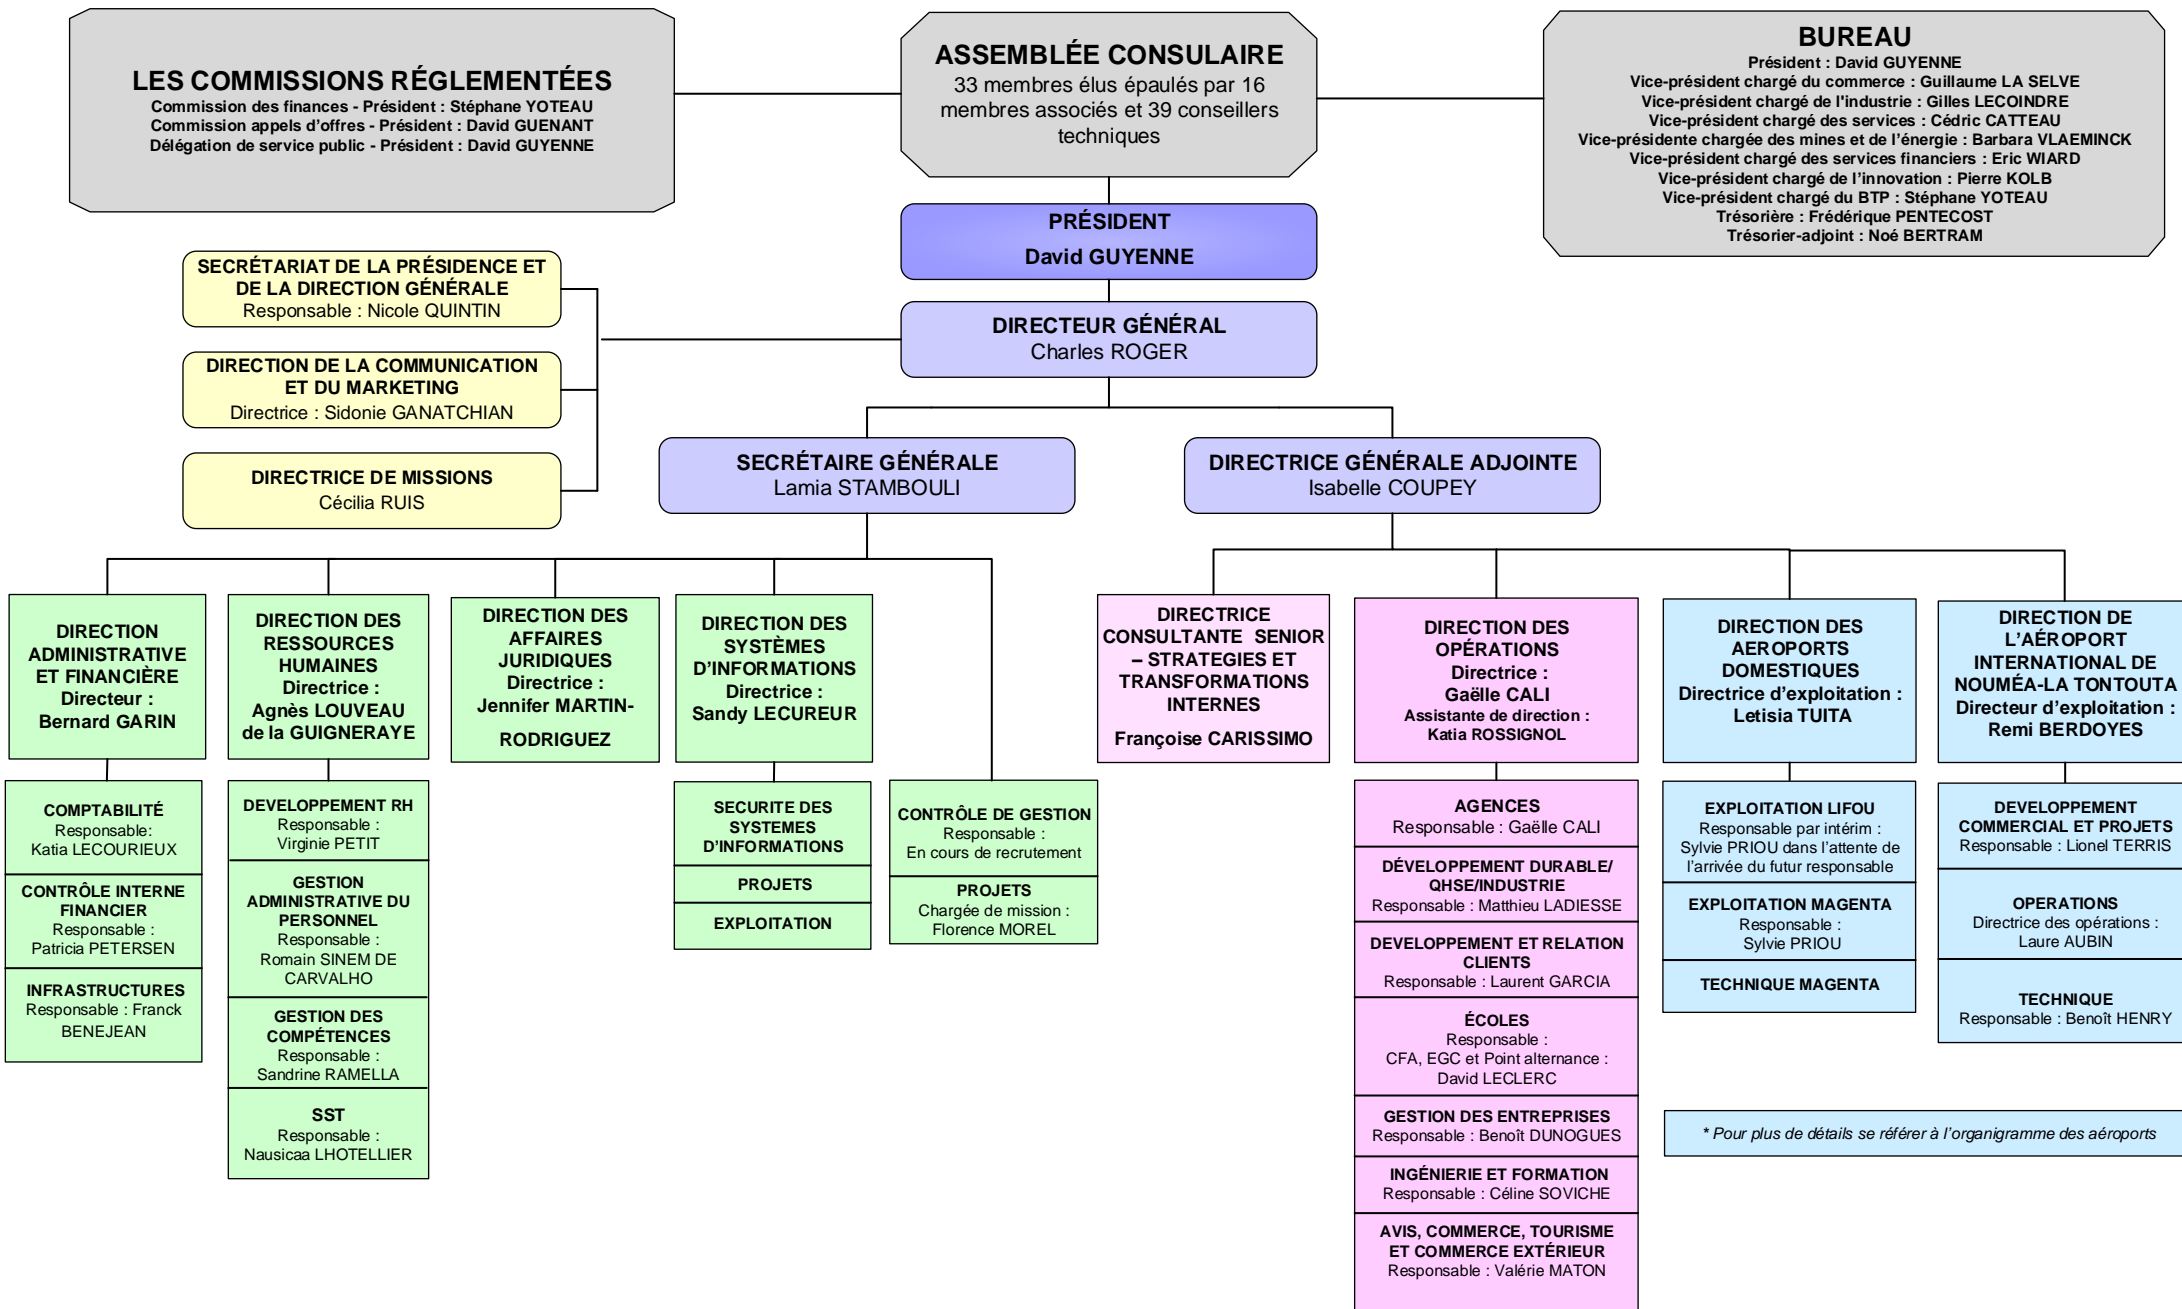 LES COMMISSIONS RÉGLEMENTÉES
Commission des finances - Président : Stéphane YOTEAU
Commission appels d’offres - Président : David GUENANT
Délégation de service public - Président : David GUYENNE
ASSEMBLÉE CONSULAIRE
33 membres élus épaulés par 16
membres associés et 39 conseillers
techniques
BUREAU
Président : David GUYENNE
Vice-président chargé du commerce : Guillaume LA SELVE
Vice-président chargé de l'industrie : Gilles LECOINDRE
Vice-président chargé des services : Cédric CATTEAU
Vice-présidente chargée des mines et de l’énergie : Barbara VLAEMINCK
Vice-président chargé des services financiers : Eric WIARD
Vice-président chargé de l’innovation : Pierre KOLB
Vice-président chargé du BTP : Stéphane YOTEAU
Trésorière : Frédérique PENTECOST
Trésorier-adjoint : Noé BERTRAM
PRÉSIDENT
David GUYENNE
SECRÉTARIAT DE LA PRÉSIDENCE ET
DE LA DIRECTION GÉNÉRALE
Responsable : Nicole QUINTIN
DIRECTEUR GÉNÉRAL
Charles ROGER
DIRECTION DE LA COMMUNICATION
ET DU MARKETING
Directrice : Sidonie GANATCHIAN
DIRECTRICE DE MISSIONS
Cécilia RUIS
SECRÉTAIRE GÉNÉRALE
Lamia STAMBOULI
DIRECTRICE GÉNÉRALE ADJOINTE
Isabelle COUPEY
DIRECTION
ADMINISTRATIVE
ET FINANCIÈRE
Directeur :
Bernard GARIN
DIRECTION DES
RESSOURCES
HUMAINES
Directrice :
Agnès LOUVEAU
de la GUIGNERAYE
DIRECTION DES
AFFAIRES
JURIDIQUES
Directrice :
Jennifer MARTIN-
RODRIGUEZ
DIRECTION DES
SYSTÈMES
D’INFORMATIONS
Directrice :
Sandy LECUREUR
DIRECTRICE
CONSULTANTE SENIOR
– STRATEGIES ET
TRANSFORMATIONS
INTERNES
Françoise CARISSIMO
DIRECTION DES
OPÉRATIONS
Directrice :
Gaëlle CALI
Assistante de direction :
Katia ROSSIGNOL
DIRECTION DES
AEROPORTS
DOMESTIQUES
Directrice d’exploitation :
Letisia TUITA
DIRECTION DE
L’AÉROPORT
INTERNATIONAL DE
NOUMÉA-LA TONTOUTA
Directeur d’exploitation :
Remi BERDOYES
COMPTABILITÉ
Responsable:
Katia LECOURIEUX
CONTRÔLE INTERNE
FINANCIER
Responsable :
Patricia PETERSEN
INFRASTRUCTURES
Responsable : Franck
BENEJEAN
DEVELOPPEMENT RH
Responsable :
Virginie PETIT
GESTION
ADMINISTRATIVE DU
PERSONNEL
Responsable :
Romain SINEM DE
CARVALHO
GESTION DES
COMPÉTENCES
Responsable :
Sandrine RAMELLA
SST
Responsable :
Nausicaa LHOTELLIER
SECURITE DES
SYSTEMES
D’INFORMATIONS
PROJETS
EXPLOITATION
CONTRÔLE DE GESTION
Responsable :
En cours de recrutement
PROJETS
Chargée de mission :
Florence MOREL
AGENCES
Responsable : Gaëlle CALI
DÉVELOPPEMENT DURABLE/
QHSE/INDUSTRIE
Responsable : Matthieu LADIESSE
DEVELOPPEMENT ET RELATION
CLIENTS
Responsable : Laurent GARCIA
ÉCOLES
Responsable :
CFA, EGC et Point alternance :
David LECLERC
GESTION DES ENTREPRISES
Responsable : Benoît DUNOGUES
INGÉNIERIE ET FORMATION
Responsable : Céline SOVICHE
AVIS, COMMERCE, TOURISME
ET COMMERCE EXTÉRIEUR
Responsable : Valérie MATON
EXPLOITATION LIFOU
Responsable par intérim :
Sylvie PRIOU dans l’attente de
l’arrivée du futur responsable
EXPLOITATION MAGENTA
Responsable :
Sylvie PRIOU
TECHNIQUE MAGENTA
DEVELOPPEMENT
COMMERCIAL ET PROJETS
Responsable : Lionel TERRIS
OPERATIONS
Directrice des opérations :
Laure AUBIN
TECHNIQUE
Responsable : Benoît HENRY
* Pour plus de détails se référer à l’organigramme des aéroports